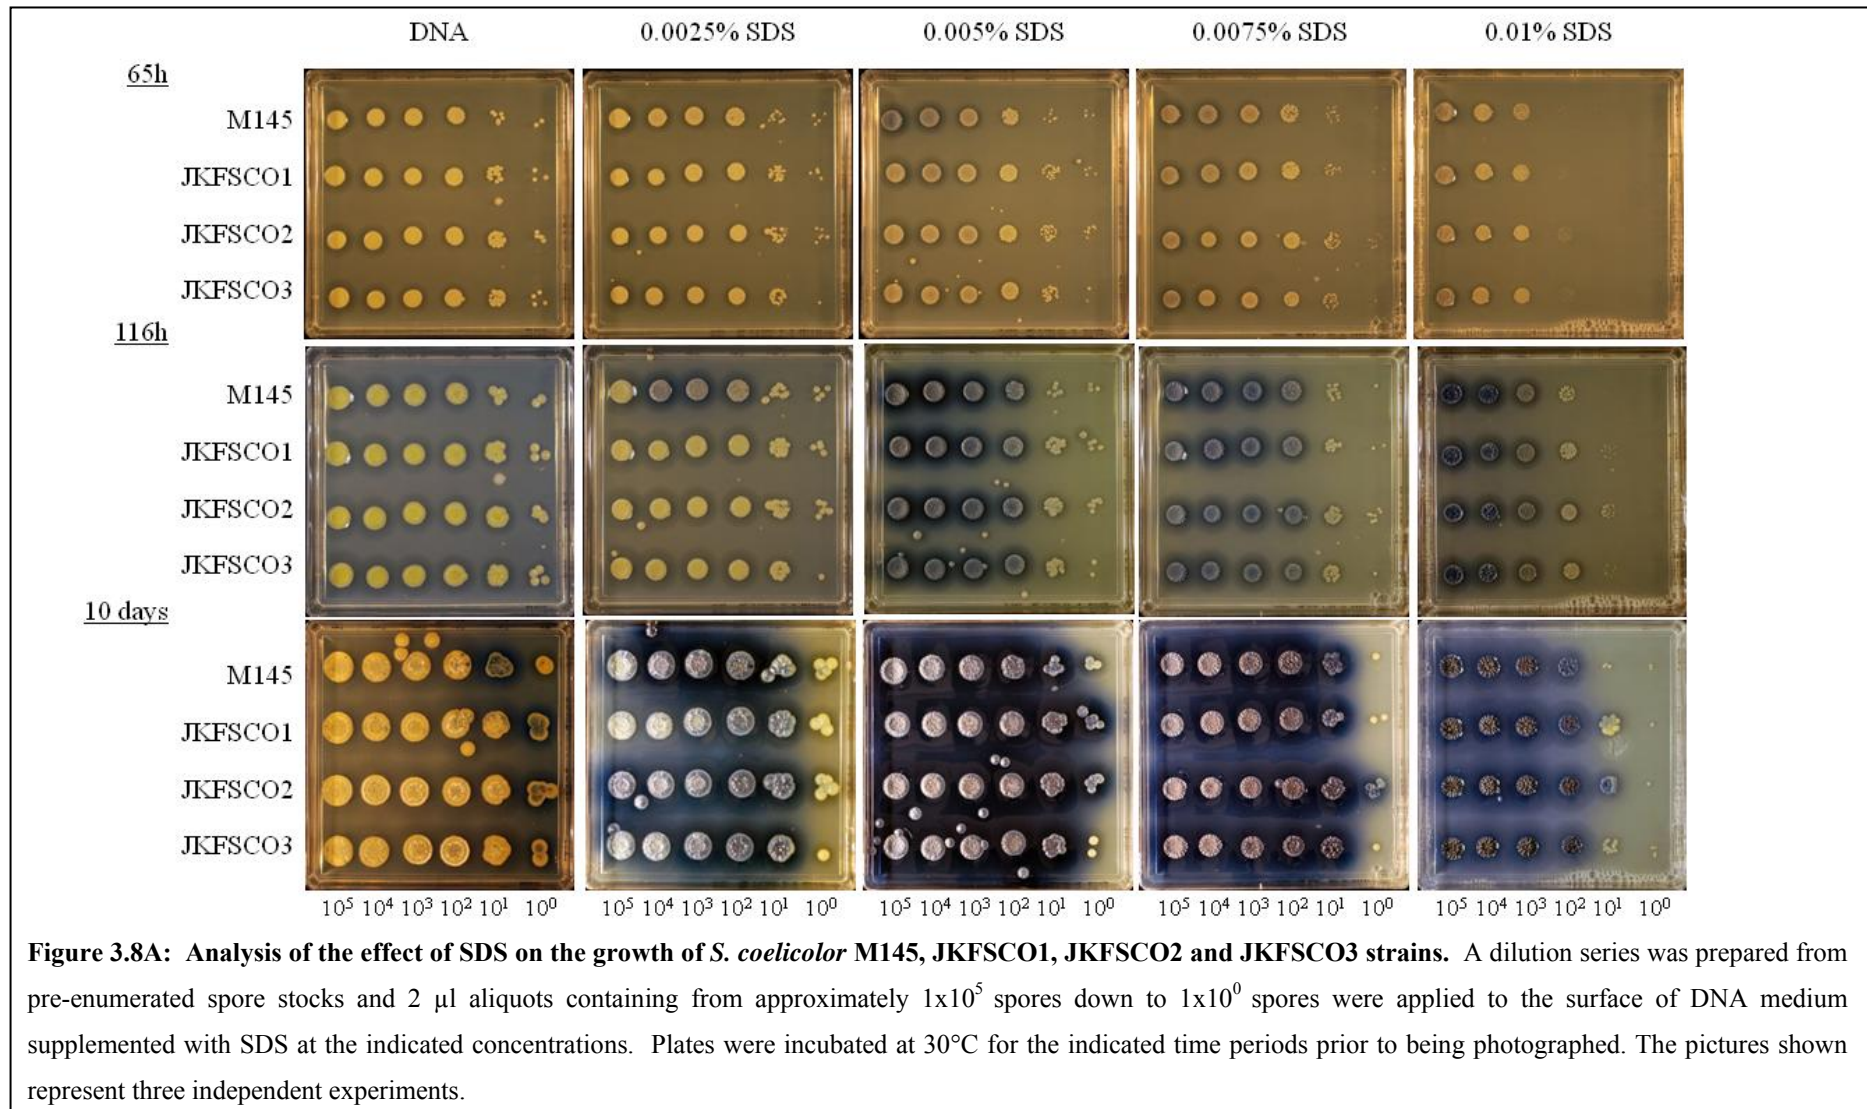 DNA 0.0025% SDS 0.005% SDS 0.0075% SDS 0.01% SDS
65h
M145
JKFSCO1
JKFSCO2
JKFSCO3
116h
M145
JKFSCO1
JKFSCO2
JKFSCO3
10 days
M145
JKFSCO1
JKFSCO2
JKFSCO3
10⁵ 10⁴ 10³ 10² 10¹ 10⁰ 10⁵ 10⁴ 10³ 10² 10¹ 10⁰ 10⁵ 10⁴ 10³ 10² 10¹ 10⁰ 10⁵ 10⁴ 10³ 10² 10¹ 10⁰ 10⁵ 10⁴ 10³ 10² 10¹ 10⁰
Figure 3.8A: Analysis of the effect of SDS on the growth of S. coelicolor M145, JKFSCO1, JKFSCO2 and JKFSCO3 strains. A dilution series was prepared from
pre-enumerated spore stocks and 2 µl aliquots containing from approximately 1x10⁵ spores down to 1x10⁰ spores were applied to the surface of DNA medium
supplemented with SDS at the indicated concentrations. Plates were incubated at 30°C for the indicated time periods prior to being photographed. The pictures shown
represent three independent experiments.